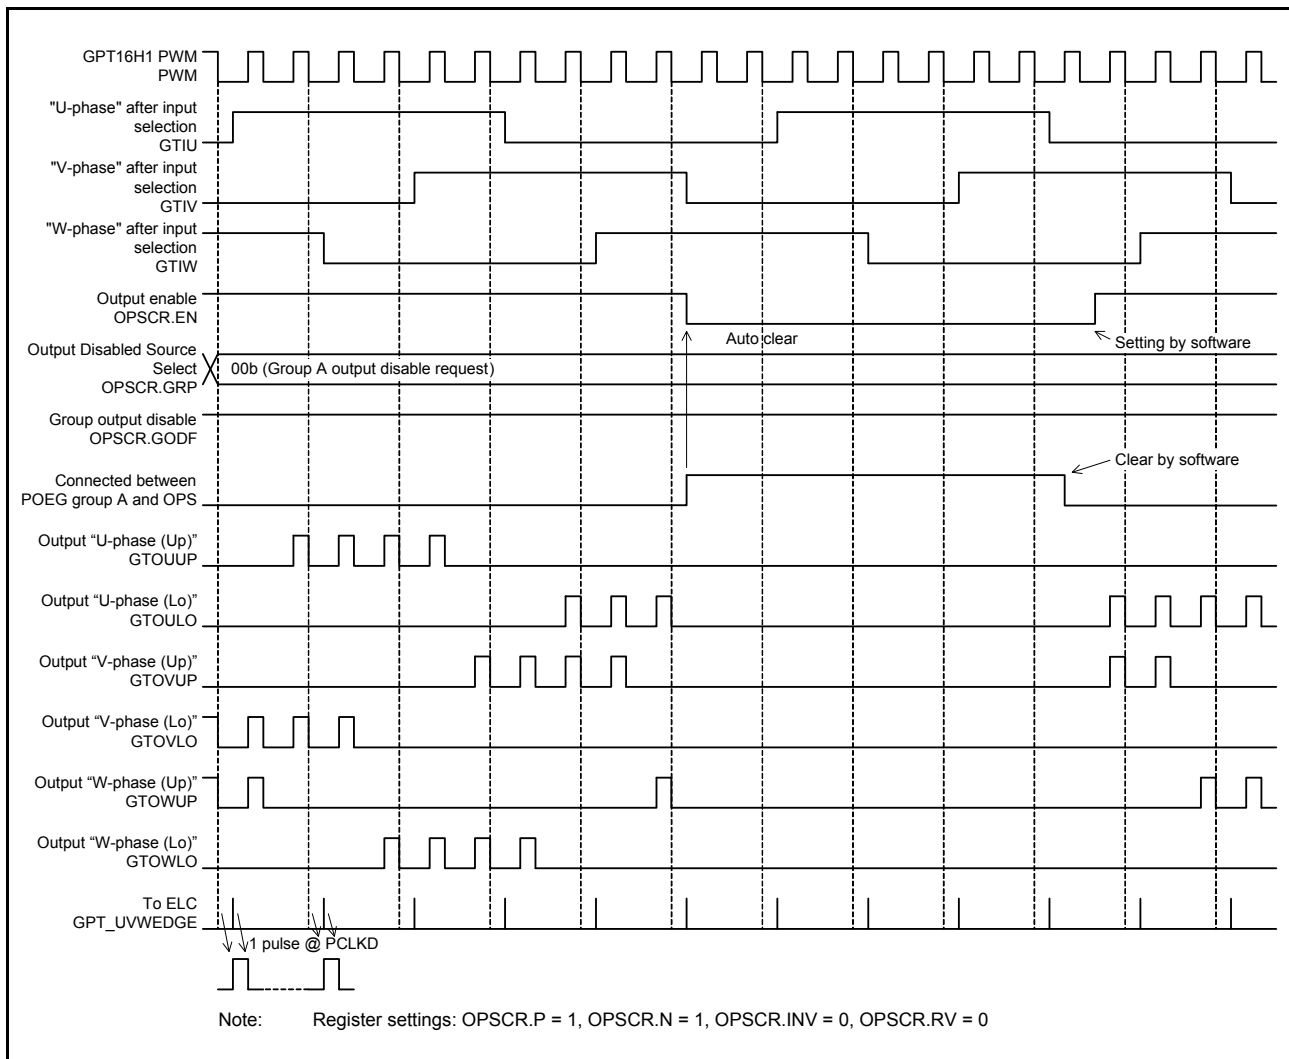 GPT16H1 PWM
PWM
"U-phase" after input
selection
GTIU
"V-phase" after input
selection
GTIV
"W-phase" after input
selection
GTIW
Output enable
OPSCR.EN
Auto clear
Setting by software
Output Disabled Source
Select
OPSCR.GRP
00b (Group A output disable request)
Group output disable
OPSCR.GODF
Clear by software
Connected between
POEG group A and OPS
Output “U-phase (Up)”
GTOUUP
Output “U-phase (Lo)”
GTOULO
Output “V-phase (Up)”
GTOVUP
Output “V-phase (Lo)”
GTOVLO
Output “W-phase (Up)”
GTOWUP
Output “W-phase (Lo)”
GTOWLO
To ELC
GPT_UVWEDGE
1 pulse @ PCLKD
Note: Register settings: OPSCR.P = 1, OPSCR.N = 1, OPSCR.INV = 0, OPSCR.RV = 0